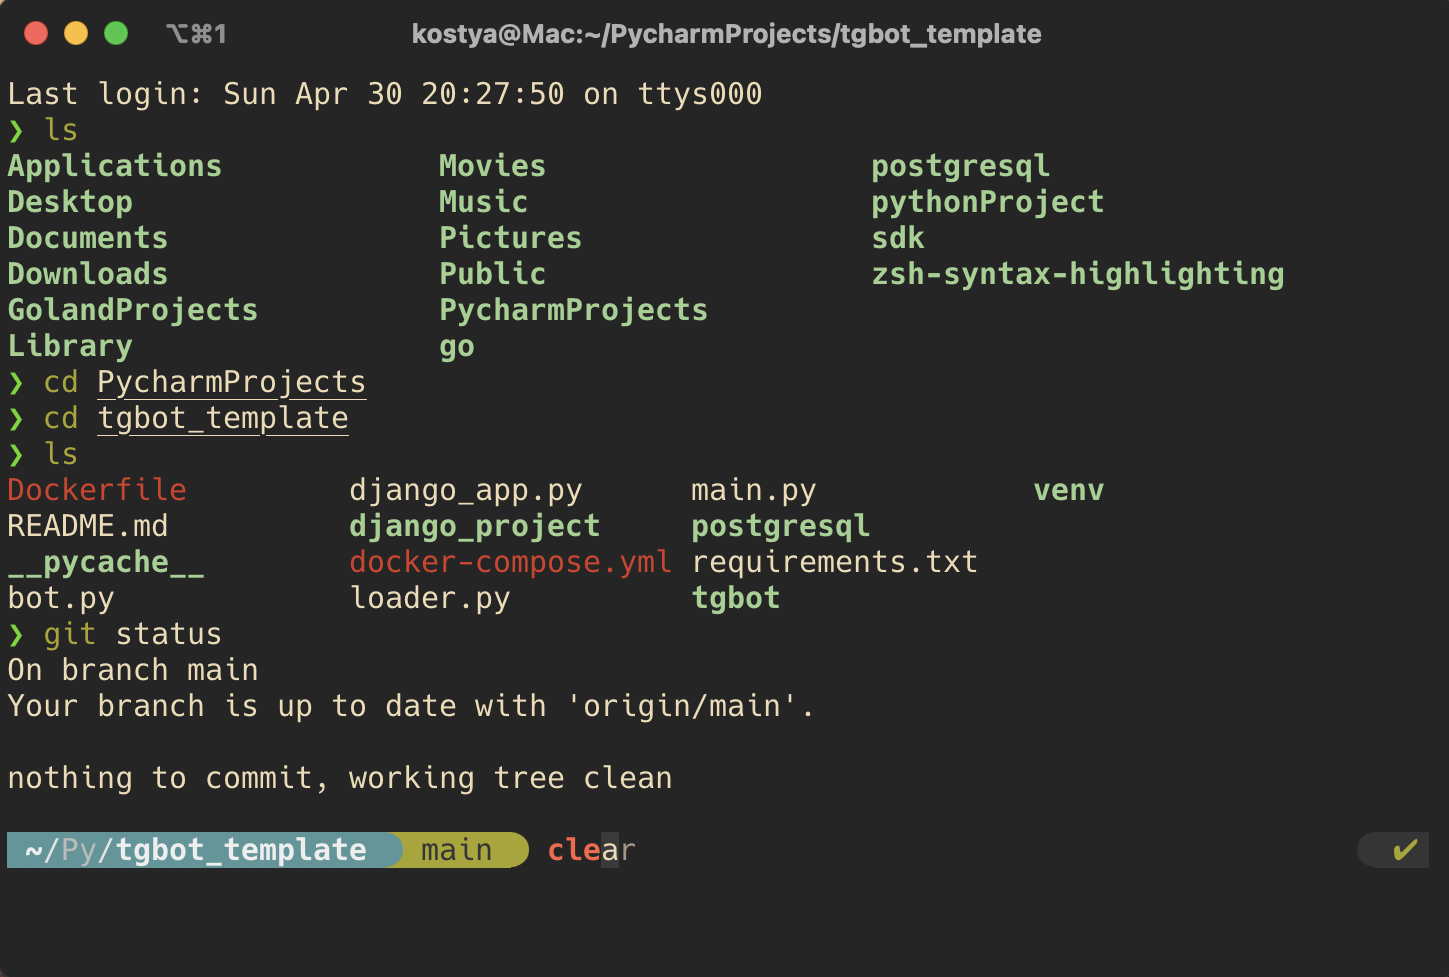 ⌥⌘1 kostya@Mac:~/PycharmProjects/tgbot_template
Last login: Sun Apr 30 20:27:50 on ttys000
❯ ls
Applications Movies postgresql
Desktop Music pythonProject
Documents Pictures sdk
Downloads Public zsh-syntax-highlighting
GolandProjects PycharmProjects
Library go
❯ cd PycharmProjects
❯ cd tgbot_template
❯ ls
Dockerfile django_app.py main.py venv
README.md django_project postgresql
__pycache__ docker-compose.yml requirements.txt
bot.py loader.py tgbot
❯ git status
On branch main
Your branch is up to date with 'origin/main'.
nothing to commit, working tree clean
~/Py/tgbot_template main clear ✔